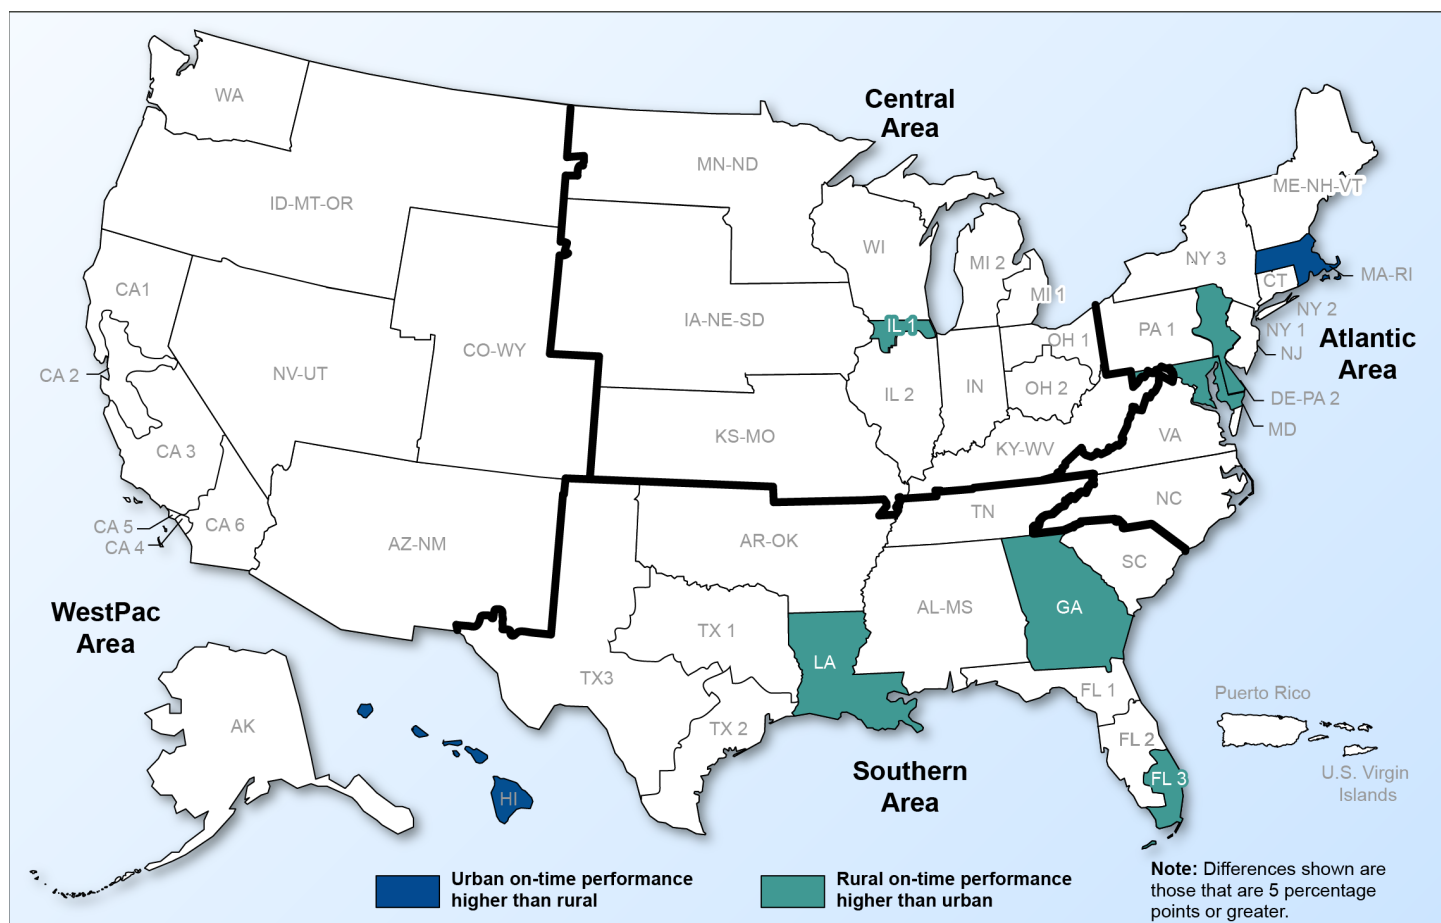 Central
Area
WA
MN-ND
ME-NH-VT
ID-MT-OR
WI
MI 2
NY 3
MA-RI
CT
CA1
MI 1
NY 2
IA-NE-SD
IL 1
PA 1
NY 1
OH 1
Atlantic
Area
CO-WY
NJ
CA 2
NV-UT
IL 2
IN
OH 2
DE-PA 2
MD
KS-MO
VA
CA 3
KY-WV
NC
TN
CA 5
CA 6
CA 4
AZ-NM
AR-OK
SC
WestPac
Area
AL-MS
GA
TX 1
LA
TX3
FL 1
Puerto Rico
AK
TX 2
FL 2
Southern
Area
FL 3
U.S. Virgin
Islands
HI
Urban on-time performance
higher than rural
Rural on-time performance
higher than urban
Note: Differences shown are
those that are 5 percentage
points or greater.